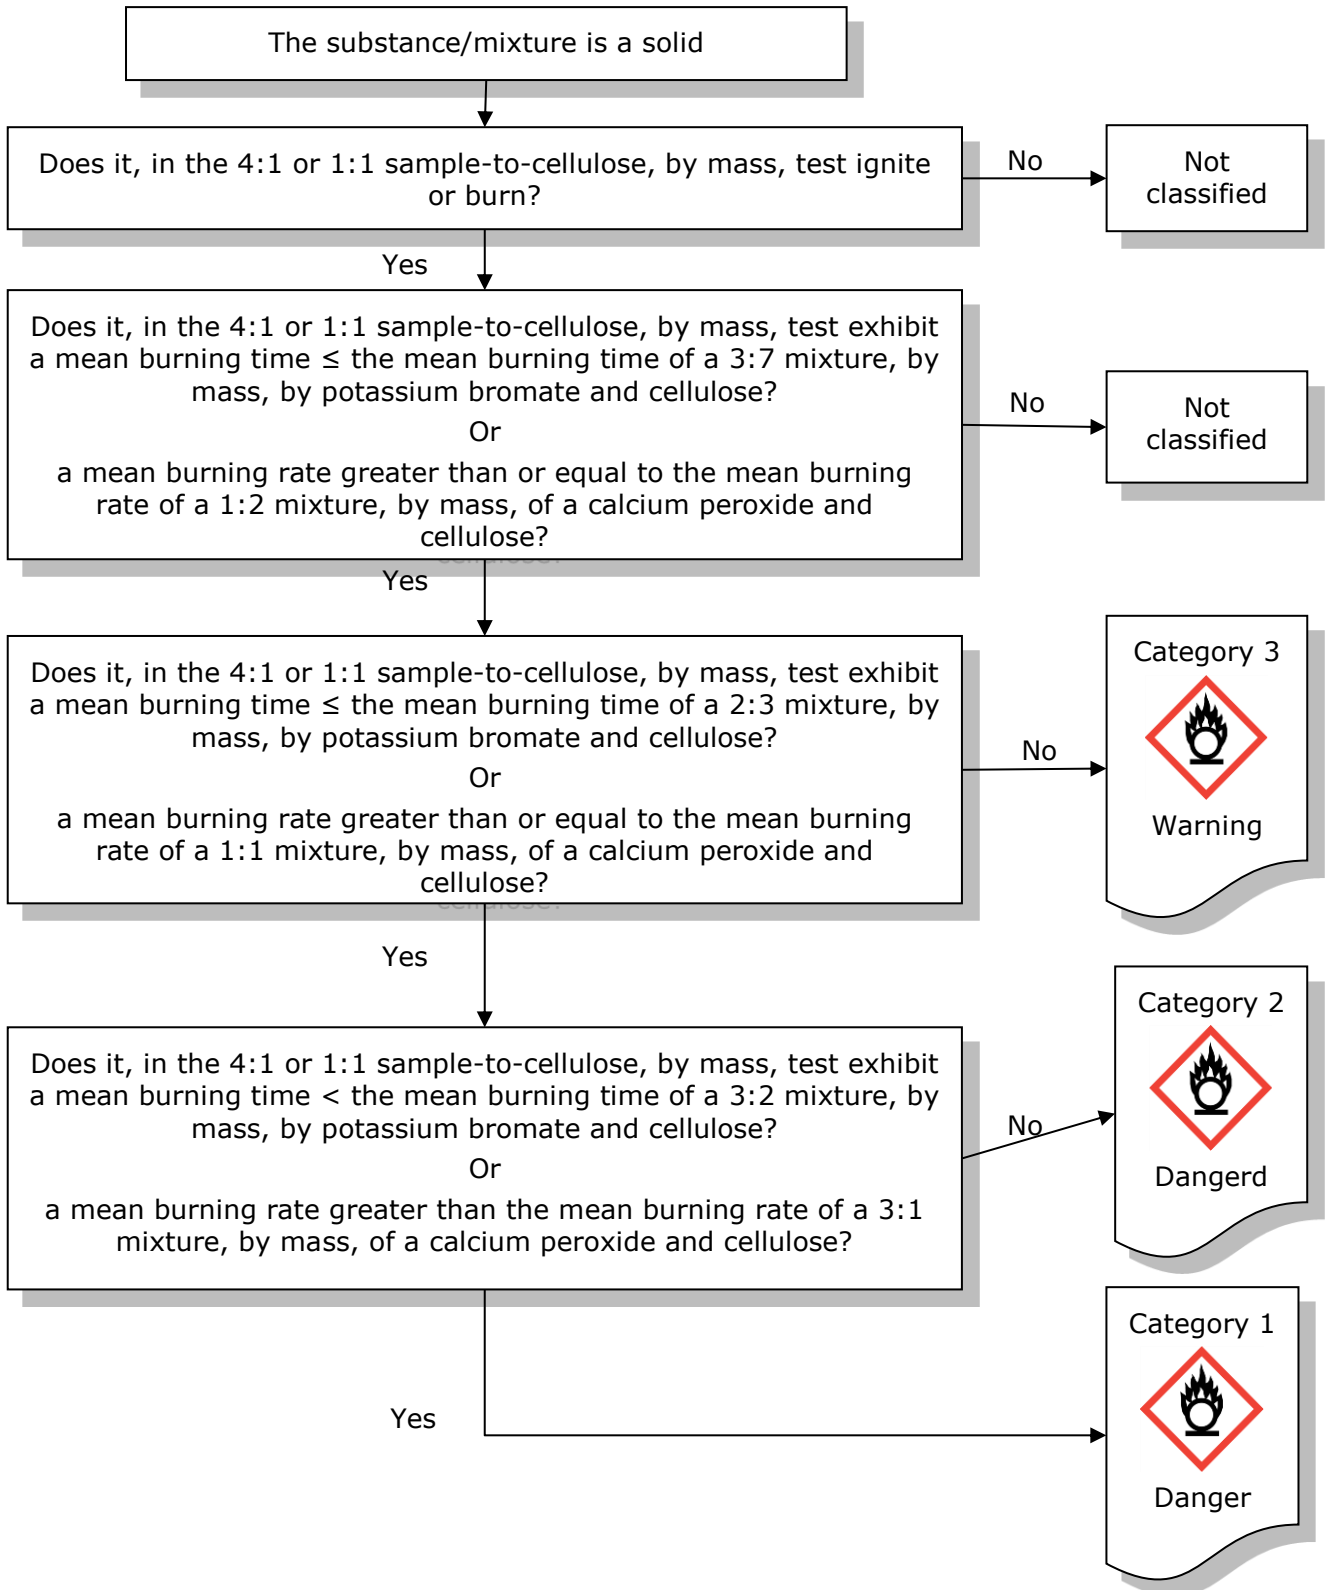 The substance/mixture is a solid
Does it, in the 4:1 or 1:1 sample-to-cellulose, by mass, test ignite
or burn?
No
Not
classified
Yes
Does it, in the 4:1 or 1:1 sample-to-cellulose, by mass, test exhibit
a mean burning time ≤ the mean burning time of a 3:7 mixture, by
mass, by potassium bromate and cellulose?
Or
a mean burning rate greater than or equal to the mean burning
rate of a 1:2 mixture, by mass, of a calcium peroxide and
cellulose?
No
Not
classified
Yes
Does it, in the 4:1 or 1:1 sample-to-cellulose, by mass, test exhibit
a mean burning time ≤ the mean burning time of a 2:3 mixture, by
mass, by potassium bromate and cellulose?
Or
a mean burning rate greater than or equal to the mean burning
rate of a 1:1 mixture, by mass, of a calcium peroxide and
cellulose?
No
Category 3
Warning
Yes
Does it, in the 4:1 or 1:1 sample-to-cellulose, by mass, test exhibit
a mean burning time < the mean burning time of a 3:2 mixture, by
mass, by potassium bromate and cellulose?
Or
a mean burning rate greater than the mean burning rate of a 3:1
mixture, by mass, of a calcium peroxide and cellulose?
No
Category 2
Dangerd
Yes
Category 1
Danger